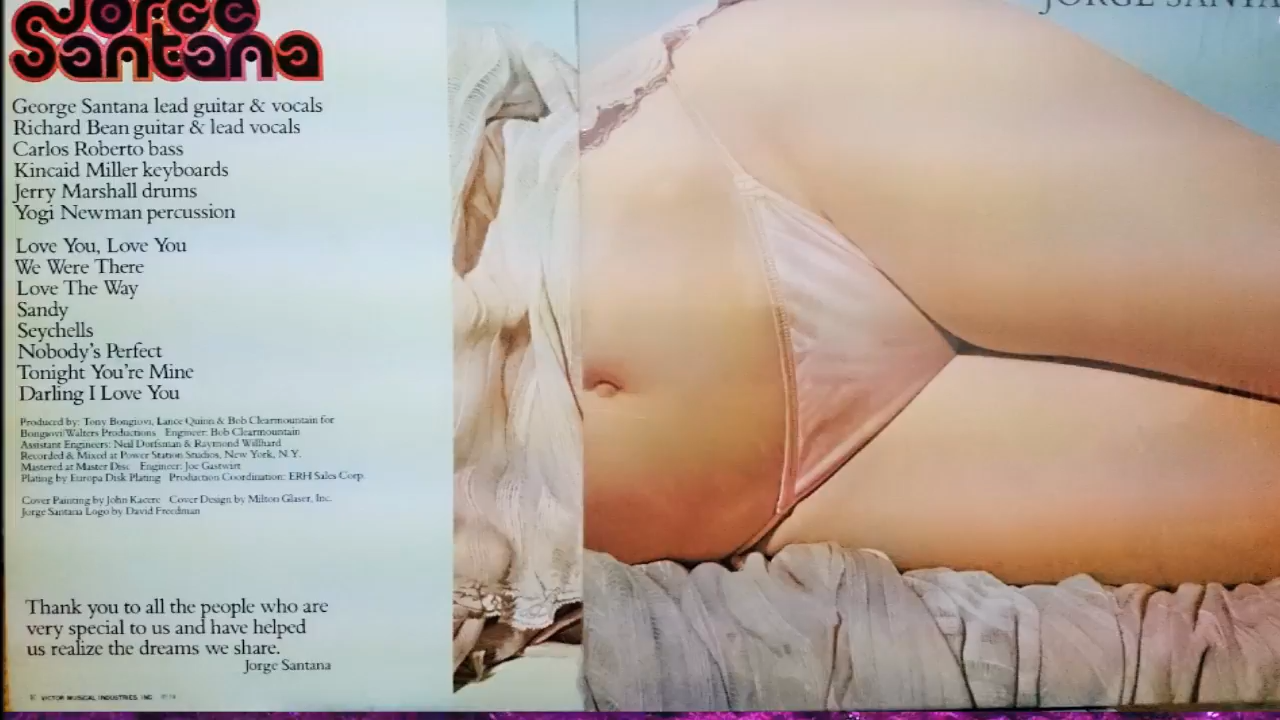 Jorge
Santana
JORGE SANTA
George Santana lead guitar & vocals
Richard Bean guitar & lead vocals
Carlos Roberto bass
Kincaid Miller keyboards
Jerry Marshall drums
Yogi Newman percussion
Love You, Love You
We Were There
Love The Way
Sandy
Seychells
Nobody's Perfect
Tonight You're Mine
Darling I Love You
Produced by: Tony Bongiovi, Lance Quinn & Bob Clearmountain for
Bongiovi/Walters Productions Engineer: Bob Clearmountain
Assistant Engineers: Neil Dorfsman & Raymond Willhard
Recorded & Mixed at Power Station Studios, New York, N.Y.
Mastered at Master Disc Engineer: Joe Gastwirt
Plating by Europa Disk Plating Production Coordination: ERH Sales Corp.
Cover Painting by John Kacere Cover Design by Milton Glaser, Inc.
Jorge Santana Logo by David Freedman
Thank you to all the people who are
very special to us and have helped
us realize the dreams we share.
Jorge Santana
VICTOR MUSICAL INDUSTRIES, INC